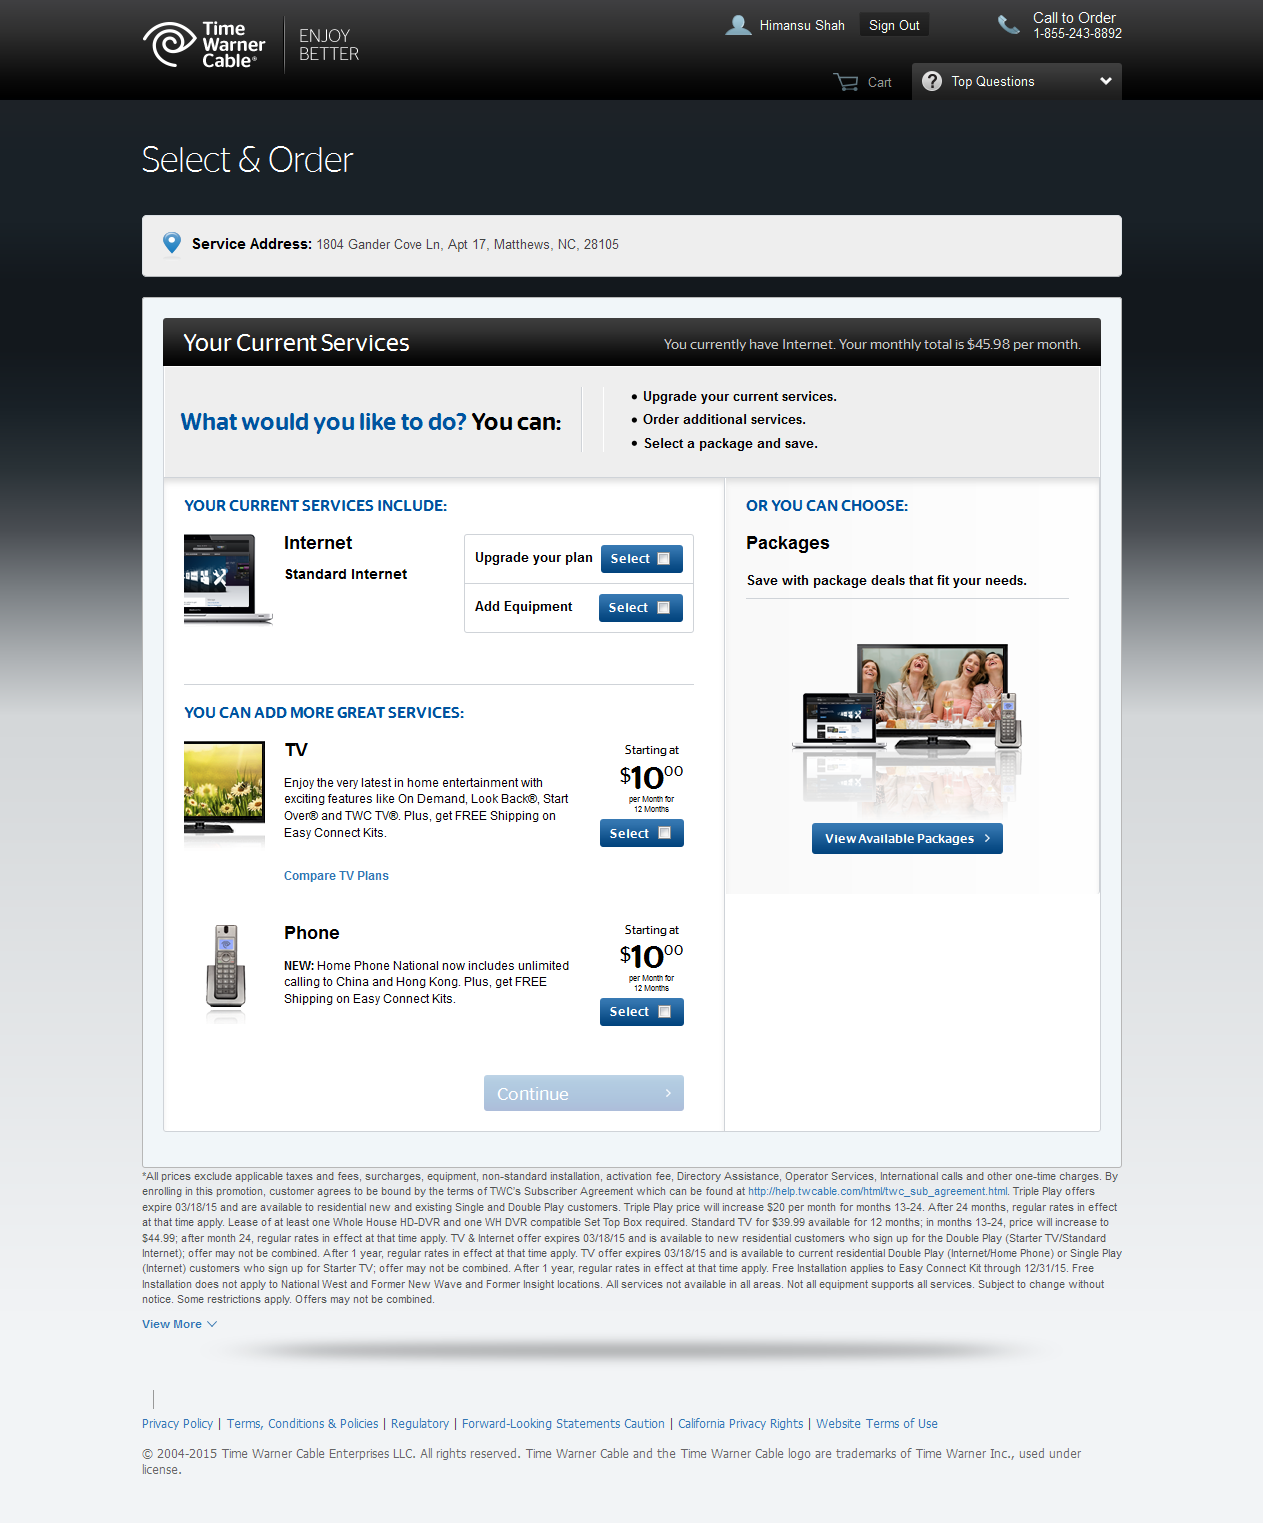 Time Warner Cable®
ENJOY BETTER
Himansu Shah
Sign Out
Call to Order
1-855-243-8892
Cart
Top Questions
Select & Order
Service Address: 1804 Gander Cove Ln, Apt 17, Matthews, NC, 28105
Your Current Services
You currently have Internet. Your monthly total is $45.98 per month.
What would you like to do? You can:
• Upgrade your current services.
• Order additional services.
• Select a package and save.
YOUR CURRENT SERVICES INCLUDE:
Internet
Standard Internet
Upgrade your plan
Select
Add Equipment
Select
YOU CAN ADD MORE GREAT SERVICES:
TV
Enjoy the very latest in home entertainment with
exciting features like On Demand, Look Back®, Start
Over® and TWC TV®. Plus, get FREE Shipping on
Easy Connect Kits.
Compare TV Plans
Starting at
$10 00
per Month for
12 Months
Select
Phone
NEW: Home Phone National now includes unlimited
calling to China and Hong Kong. Plus, get FREE
Shipping on Easy Connect Kits.
Starting at
$10 00
per Month for
12 Months
Select
Continue
OR YOU CAN CHOOSE:
Packages
Save with package deals that fit your needs.
View Available Packages
*All prices exclude applicable taxes and fees, surcharges, equipment, non-standard installation, activation fee, Directory Assistance, Operator Services, International calls and other one-time charges. By
enrolling in this promotion, customer agrees to be bound by the terms of TWC's Subscriber Agreement which can be found at http://help.twcable.com/html/twc_sub_agreement.html. Triple Play offers
expire 03/18/15 and are available to residential new and existing Single and Double Play customers. Triple Play price will increase $20 per month for months 13-24. After 24 months, regular rates in effect
at that time apply. Lease of at least one Whole House HD-DVR and one WH DVR compatible Set Top Box required. Standard TV for $39.99 available for 12 months; in months 13-24, price will increase to
$44.99; after month 24, regular rates in effect at that time apply. TV & Internet offer expires 03/18/15 and is available to new residential customers who sign up for the Double Play (Starter TV/Standard
Internet); offer may not be combined. After 1 year, regular rates in effect at that time apply. TV offer expires 03/18/15 and is available to current residential Double Play (Internet/Home Phone) or Single Play
(Internet) customers who sign up for Starter TV; offer may not be combined. After 1 year, regular rates in effect at that time apply. Free Installation applies to Easy Connect Kit through 12/31/15. Free
Installation does not apply to National West and Former New Wave and Former Insight locations. All services not available in all areas. Not all equipment supports all services. Subject to change without
notice. Some restrictions apply. Offers may not be combined.
View More
Privacy Policy | Terms, Conditions & Policies | Regulatory | Forward-Looking Statements Caution | California Privacy Rights | Website Terms of Use
© 2004-2015 Time Warner Cable Enterprises LLC. All rights reserved. Time Warner Cable and the Time Warner Cable logo are trademarks of Time Warner Inc., used under
license.